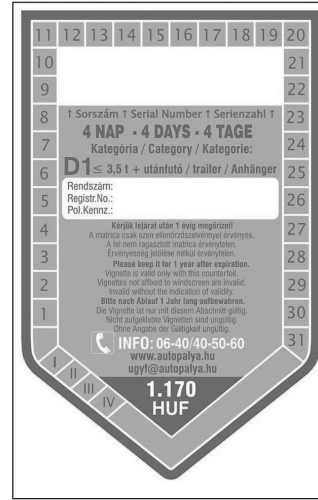 11 12 13 14 15 16 17 18 19 20
10 21
9 22
8 ↑ Sorszám ↑ Serial Number ↑ Serienzahl ↑ 23
4 NAP - 4 DAYS - 4 TAGE
7 Kategória / Category / Kategorie: 24
6 D1 ≤ 3,5 t + utánfutó / trailer / Anhänger 25
Rendszám:
5 Registr.No.: 26
Pol.Kennz.:
Kérjük lejárat után 1 évig megőrizni!
4 A matrica csak ezen ellenőrzőszelvénnyel érvényes. 27
A fel nem ragasztott matrica érvénytelen.
Érvényesség jelölése nélkül érvénytelen.
3 Please keep it for 1 year after expiration. 28
Vignette is valid only with this counterfoil.
2 Vignettes not affixed to windscreen are invalid. 29
Invalid without the indication of validity.
Bitte nach Ablauf 1 Jahr lang aufbewahren.
1 Die Vignette ist nur mit diesem Abschnitt gültig. 30
Nicht aufgeklebte Vignetten sind ungültig.
Ohne Angabe der Gültigkeit ungültig.
INFO: 06-40/40-50-60 31
www.autopalya.hu
I ugyf@autopalya.hu
II
III 1.170
IV HUF